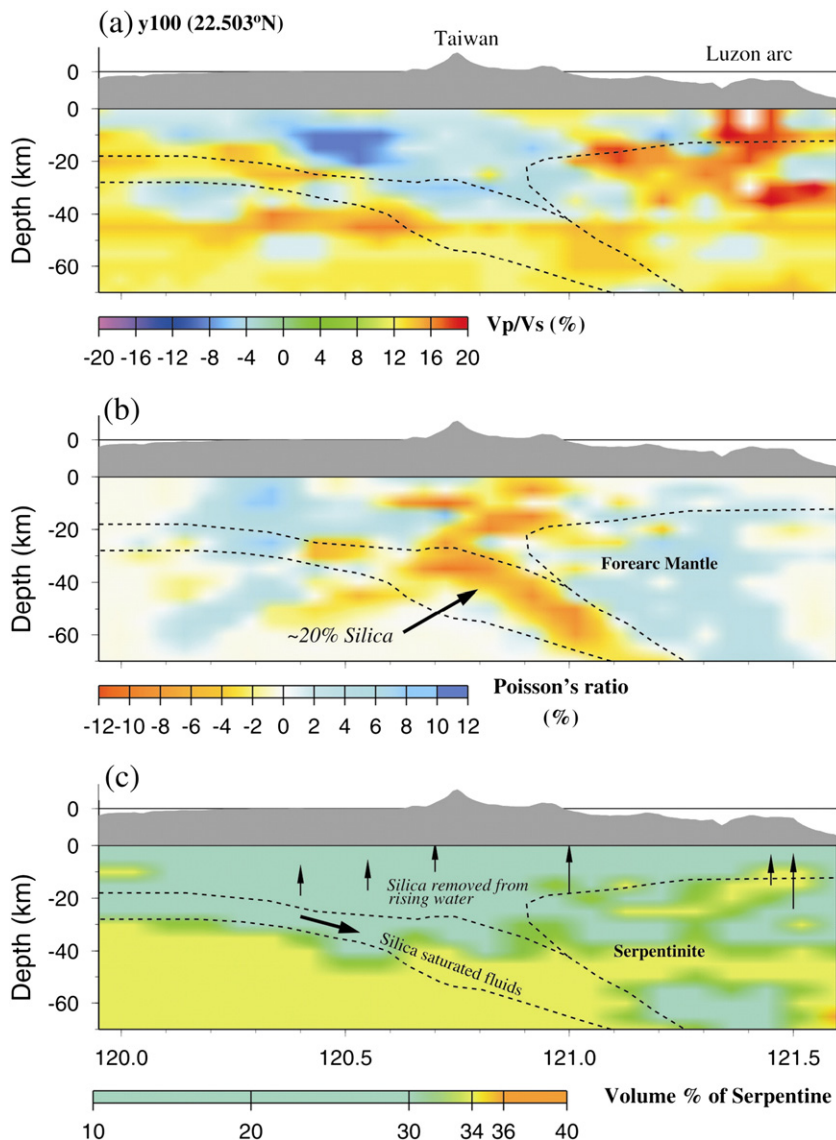 (a) y100 (22.503ºN)
Taiwan
Luzon arc
0
0
-20
-40
-60
Depth (km)
-20 -16 -12 -8 -4 0 4 8 12 16 20
Vp/Vs (%)
(b)
0
0
-20
-40
-60
Depth (km)
Forearc Mantle
~20% Silica
-12 -10 -8 -6 -4 -2 0 2 4 6 8 10 12
Poisson's ratio
(%)
(c)
0
0
-20
-40
-60
Depth (km)
Silica removed from
rising water
Silica saturated fluids
Serpentinite
120.0 120.5 121.0 121.5
10 20 30 34 36 40
Volume % of Serpentine